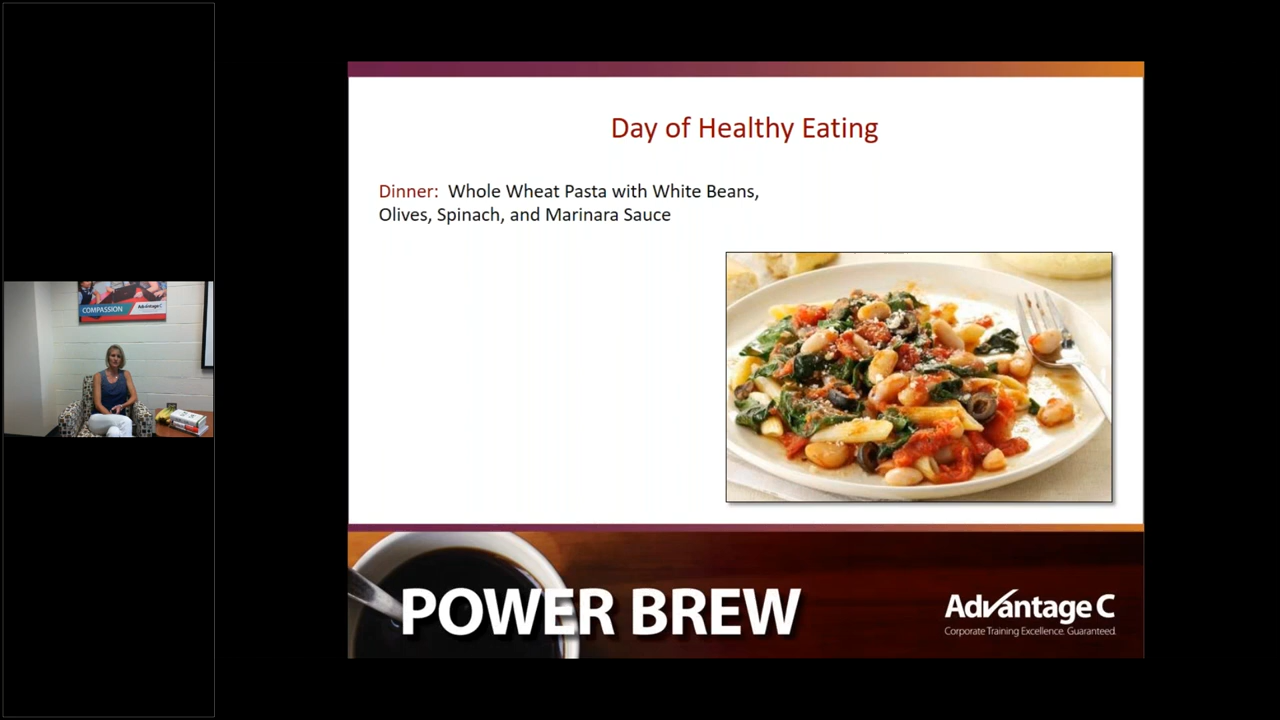 COMPASSION
Advantage C
Day of Healthy Eating
Dinner: Whole Wheat Pasta with White Beans,
Olives, Spinach, and Marinara Sauce
POWER BREW
Advantage C
Corporate Training Excellence. Guaranteed.